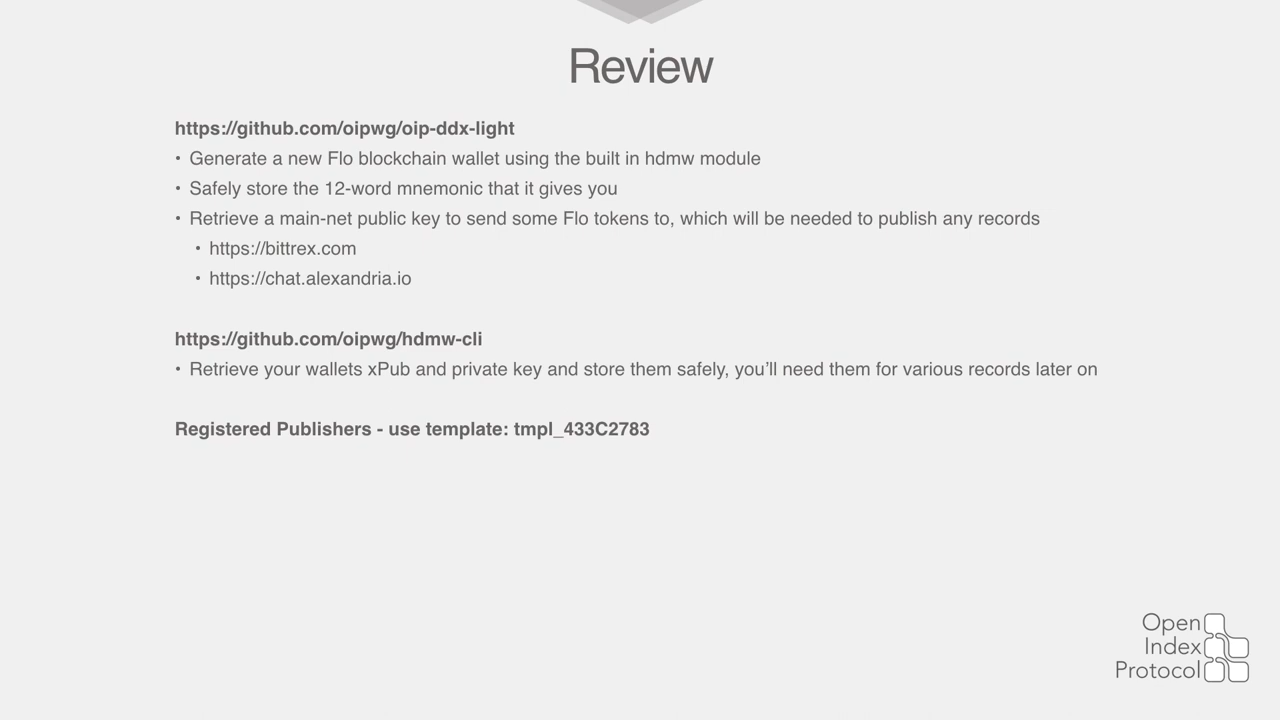 Review
https://github.com/oipwg/oip-ddx-light
• Generate a new Flo blockchain wallet using the built in hdmw module
• Safely store the 12-word mnemonic that it gives you
• Retrieve a main-net public key to send some Flo tokens to, which will be needed to publish any records
• https://bittrex.com
• https://chat.alexandria.io
https://github.com/oipwg/hdmw-cli
• Retrieve your wallets xPub and private key and store them safely, you’ll need them for various records later on
Registered Publishers - use template: tmpl_433C2783
Open
Index
Protocol